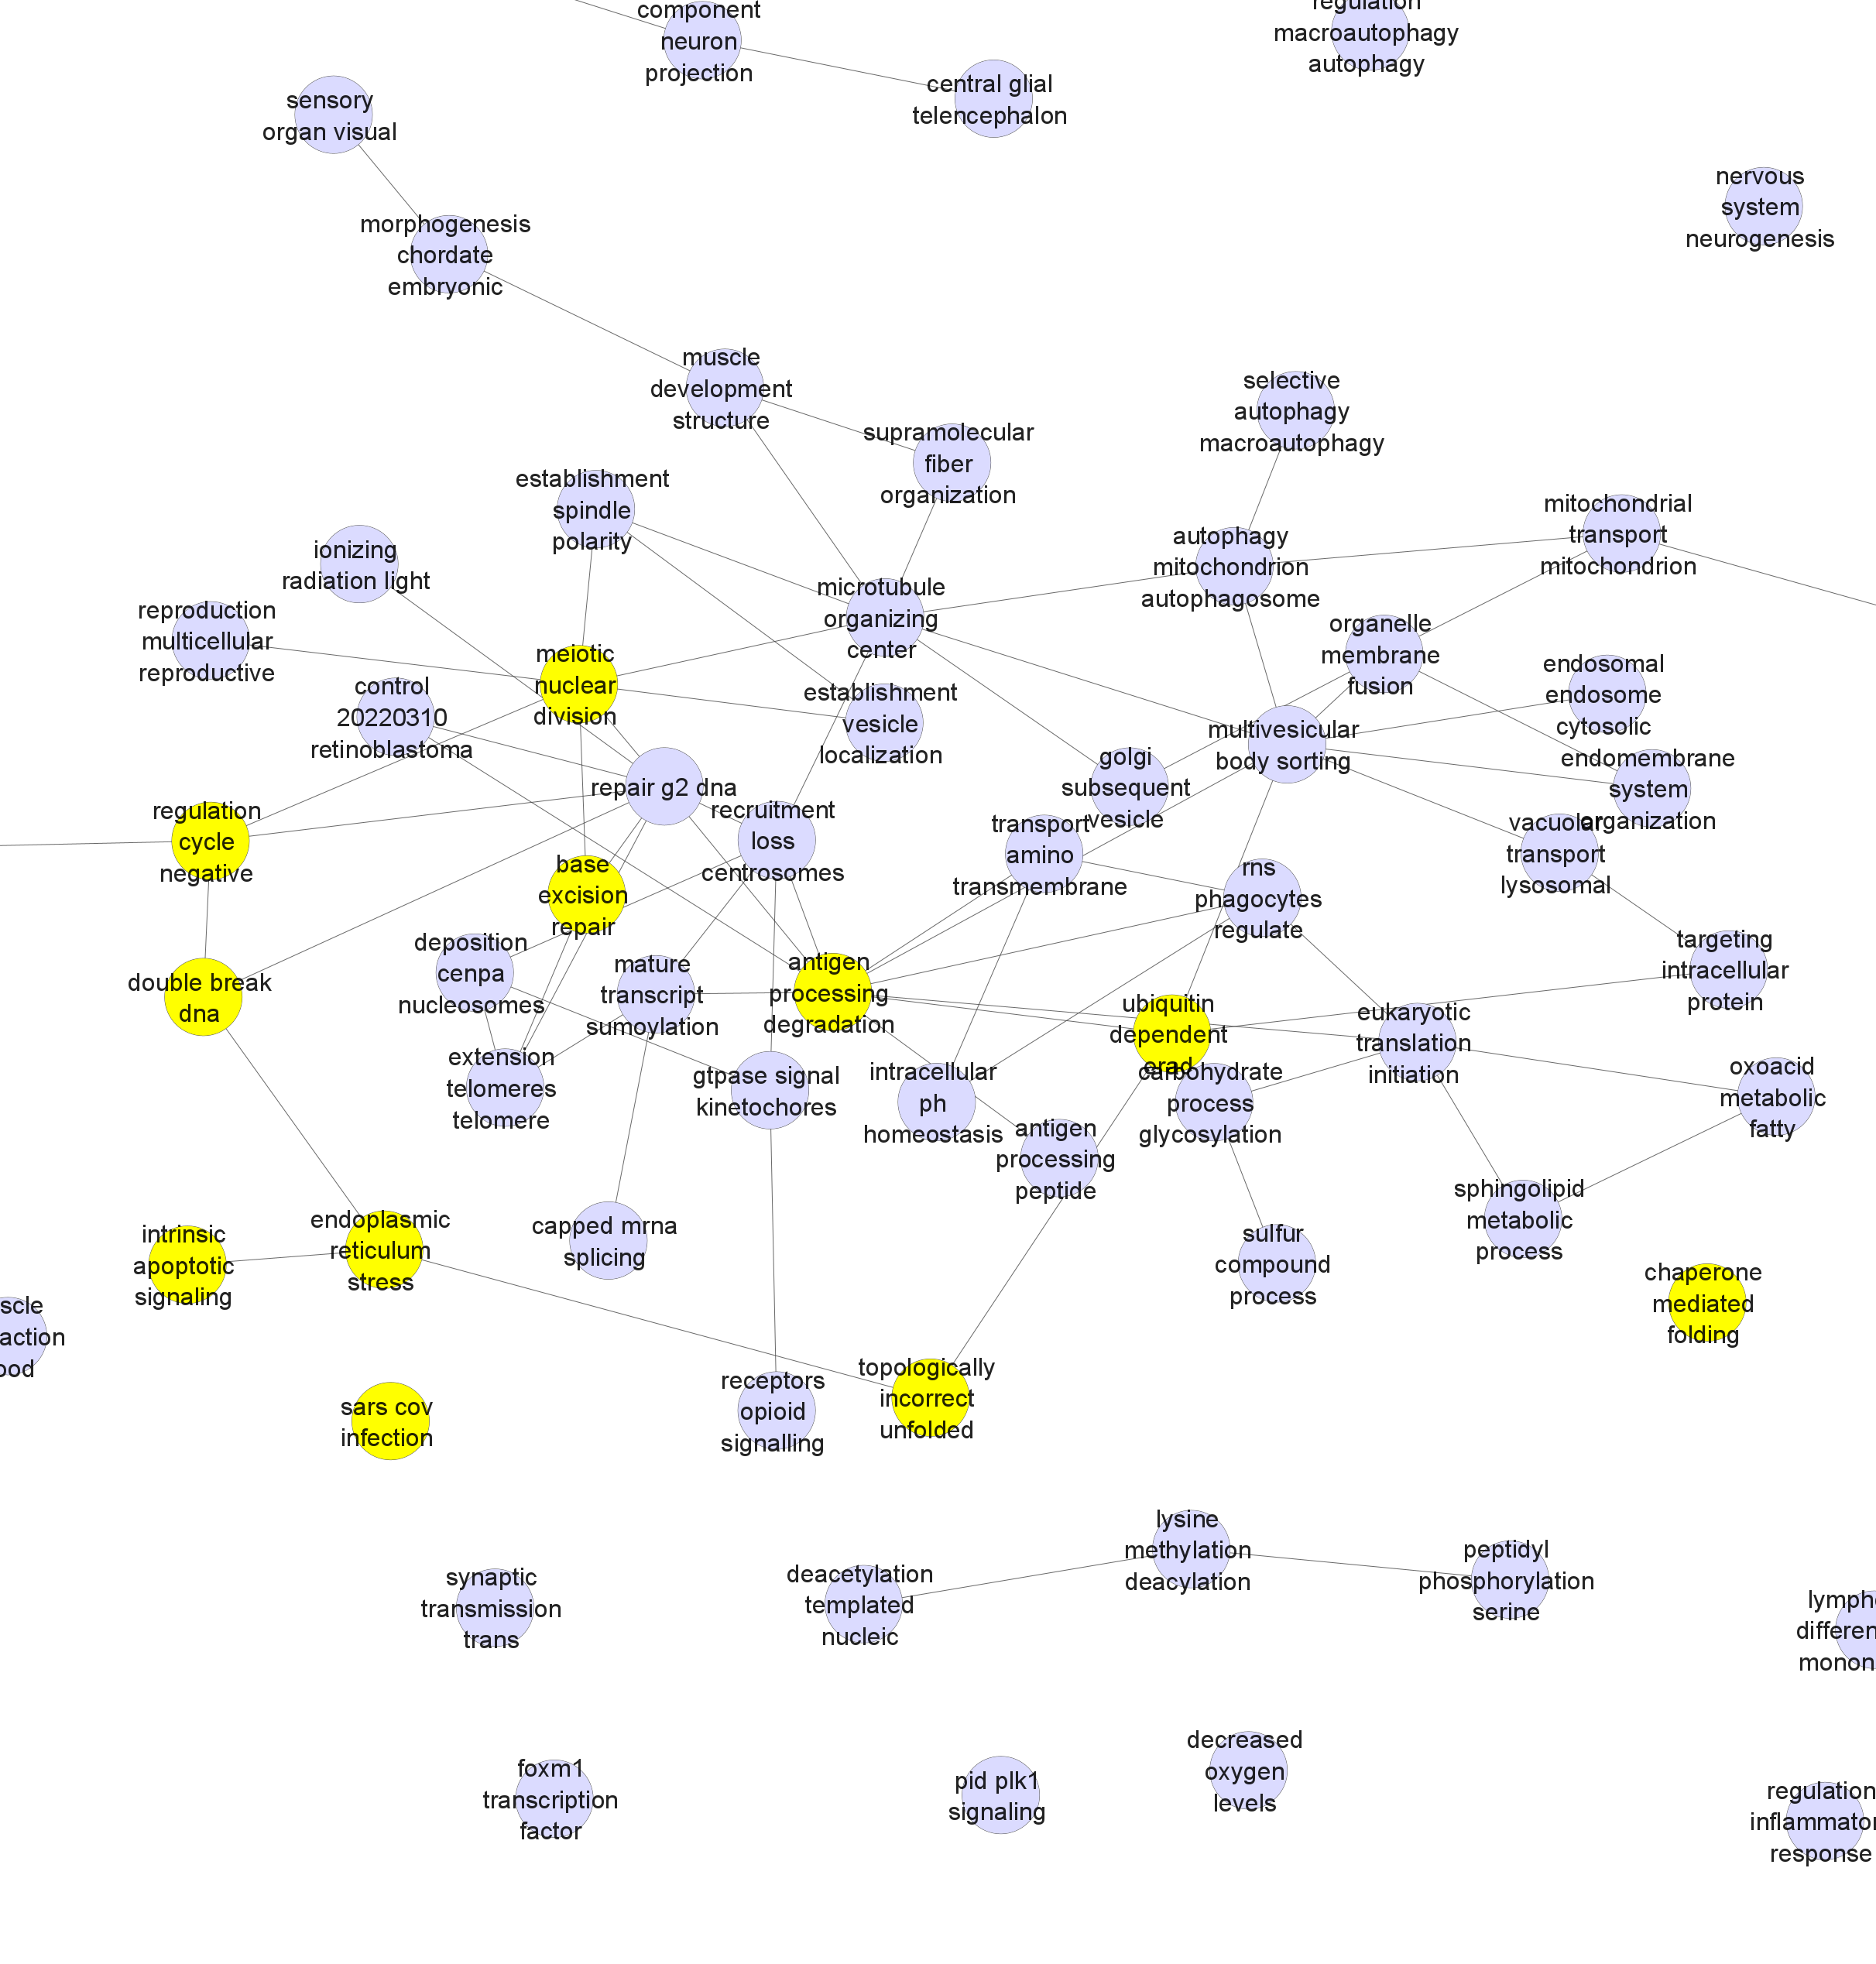 component
neuron
projection
regulation
macroautophagy
autophagy
central glial
telencephalon
sensory
organ visual
nervous
system
neurogenesis
morphogenesis
chordate
embryonic
muscle
development
structure
selective
autophagy
macroautophagy
supramolecular
fiber
organization
establishment
spindle
polarity
mitochondrial
transport
mitochondrion
autophagy
mitochondrion
autophagosome
ionizing
radiation light
microtubule
organizing
center
reproduction
multicellular
reproductive
organelle
membrane
fusion
meiotic
nuclear
division
endosomal
endosome
cytosolic
control
20220310
retinoblastoma
establishment
vesicle
localization
multivesicular
body sorting
golgi
subsequent
vesicle
endomembrane
system
organization
repair g2 dna
regulation
cycle
negative
recruitment
loss
centrosomes
transport
amino
transmembrane
vacuolar
transport
lysosomal
base
excision
repair
rns
phagocytes
regulate
deposition
cenpa
nucleosomes
targeting
intracellular
protein
mature
transcript
sumoylation
antigen
processing
degradation
double break
dna
ubiquitin
dependent
erad
eukaryotic
translation
initiation
extension
telomeres
telomere
gtpase signal
kinetochores
intracellular
ph
homeostasis
carbohydrate
process
glycosylation
oxoacid
metabolic
fatty
antigen
processing
peptide
sphingolipid
metabolic
process
endoplasmic
reticulum
stress
intrinsic
apoptotic
signaling
capped mrna
splicing
sulfur
compound
process
chaperone
mediated
folding
scle
action
ood
topologically
incorrect
unfolded
receptors
opioid
signalling
sars cov
infection
lysine
methylation
deacylation
peptidyl
phosphorylation
serine
deacetylation
templated
nucleic
synaptic
transmission
trans
lympho
differen
monon
decreased
oxygen
levels
foxm1
transcription
factor
pid plk1
signaling
regulation
inflammator
response